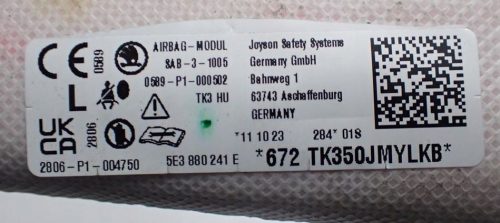 CE
0589
AIRBAG-MODUL
SAB-3-1005
0589-P1-000502
TK3 HU
L
UK
CA
2806
2806-P1-004750
5E3 880 241 E
Joyson Safety Systems
Germany GmbH
Bahnweg 1
63743 Aschaffenburg
GERMANY
*11 10 23 284* 018
*672 TK350JMYLKB*